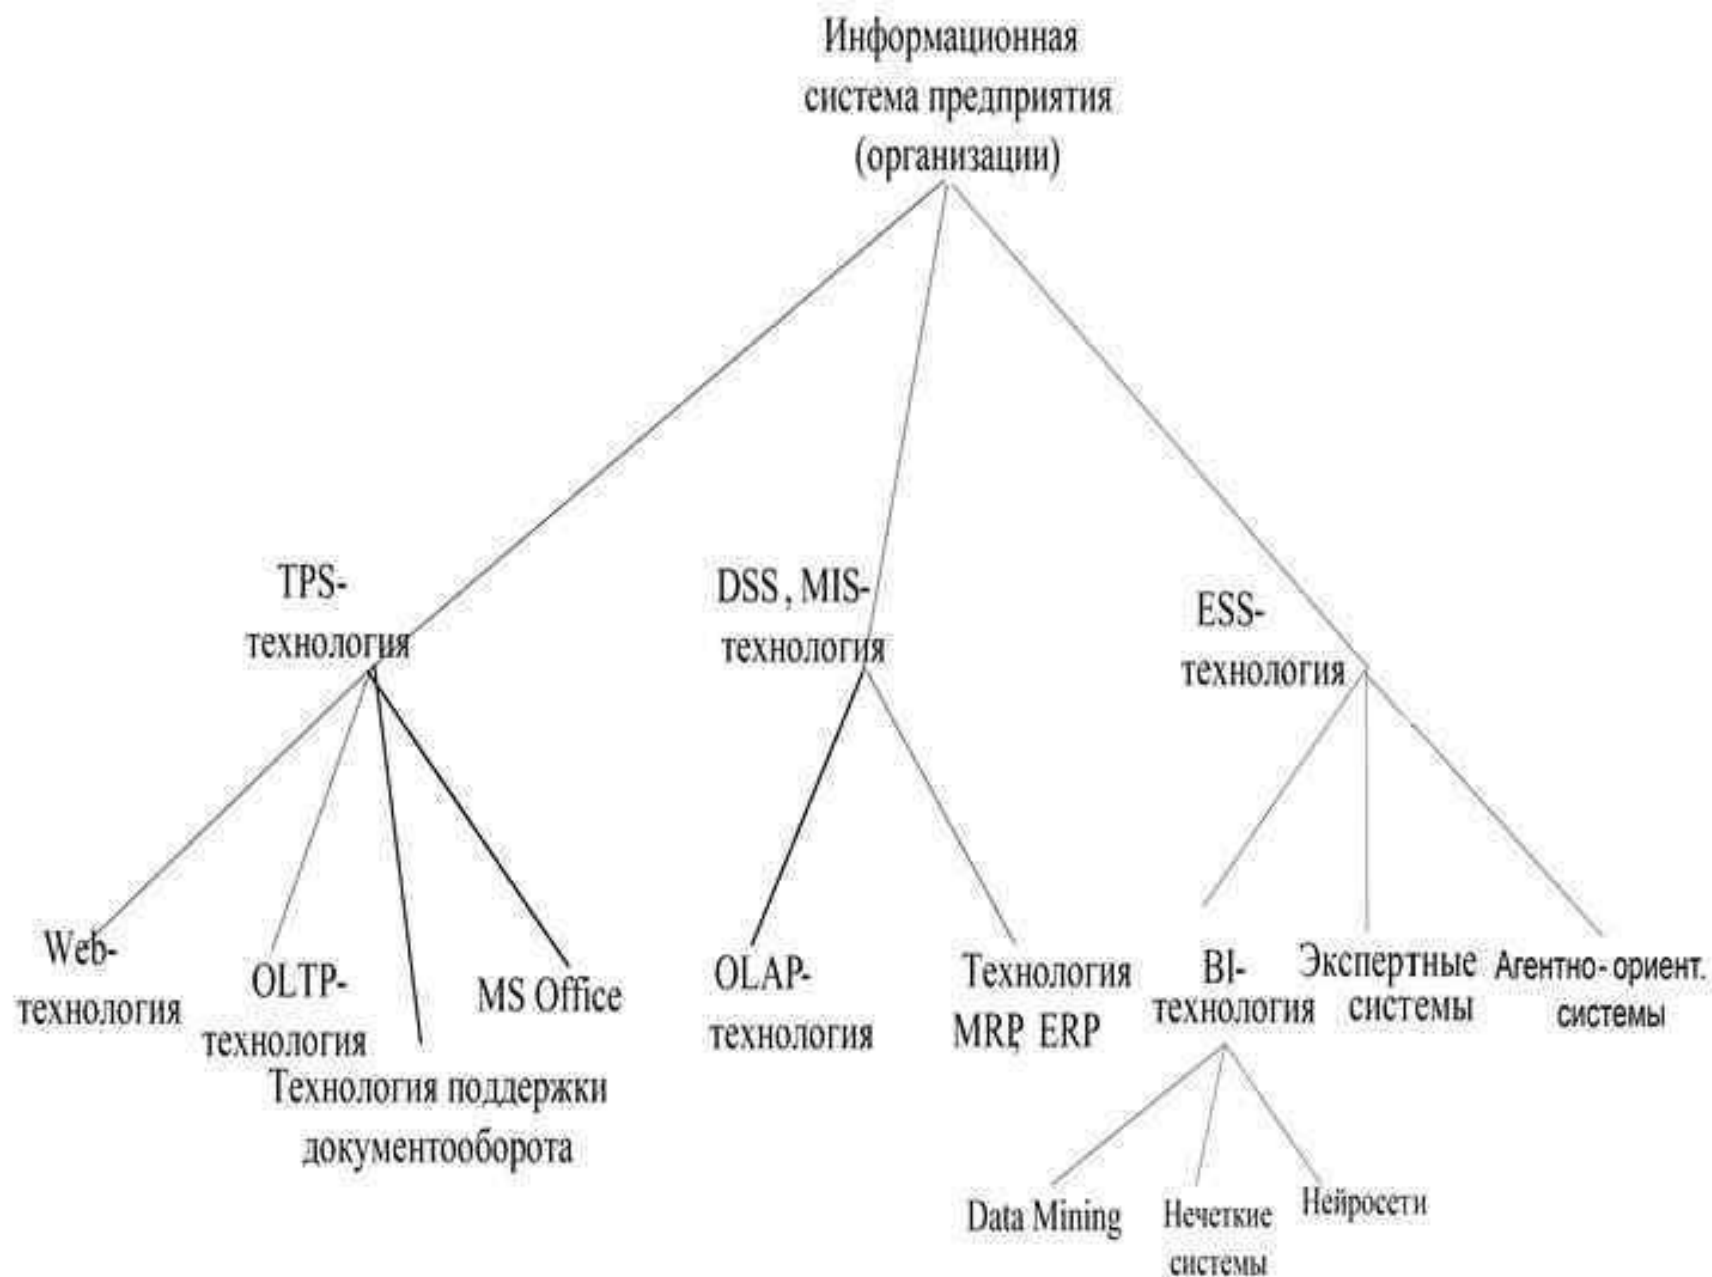 Информационная
система предприятия
(организации)
TPS-
технология
DSS, MIS-
технология
ESS-
технология
Web-
технология
OLTP-
технология
Технология поддержки
документооборота
MS Office
OLAP-
технология
Технология
MRP, ERP
BI-
технология
Экспертные
системы
Агентно- ориент.
системы
Data Mining
Нечеткие
системы
Нейросети